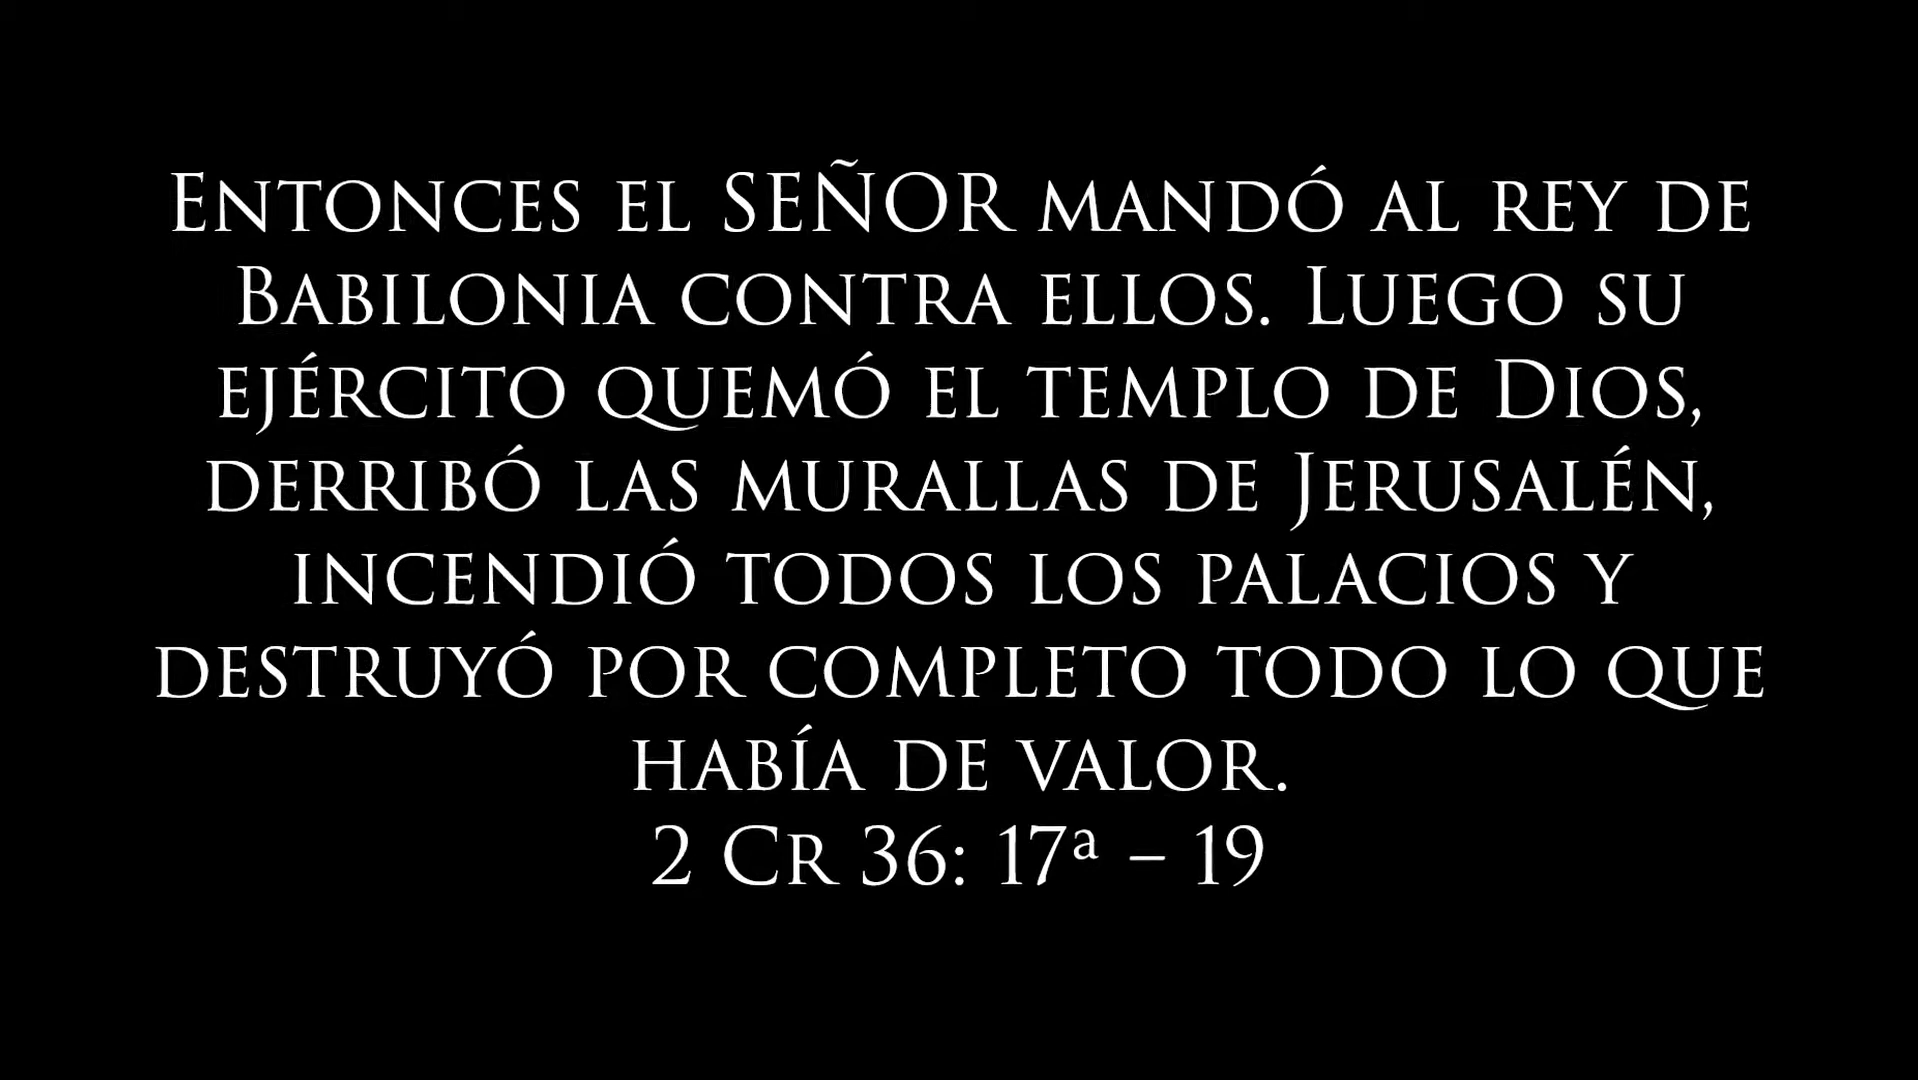 Entonces el SEÑOR mandó al rey de
Babilonia contra ellos. Luego su
ejército quemó el templo de Dios,
derribó las murallas de Jerusalén,
incendió todos los palacios y
destruyó por completo todo lo que
había de valor.
2 Cr 36: 17ª – 19